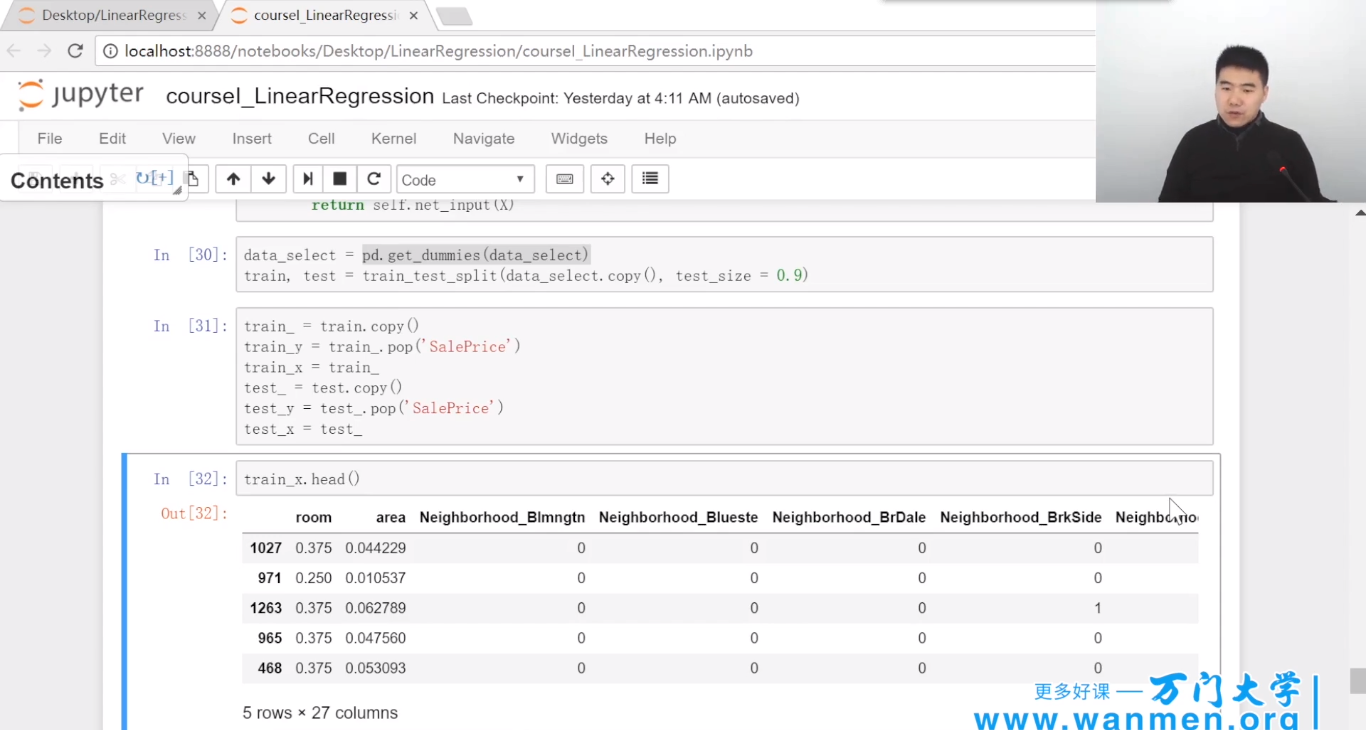 Desktop/LinearRegress
courseI_LinearRegressi
localhost:8888/notebooks/Desktop/LinearRegression/courseI_LinearRegression.ipynb
jupyter courseI_LinearRegression Last Checkpoint: Yesterday at 4:11 AM (autosaved)
File Edit View Insert Cell Kernel Navigate Widgets Help
Contents [+] Code
return self.net_input(X)
In [30]: data_select = pd.get_dummies(data_select)
train, test = train_test_split(data_select.copy(), test_size = 0.9)
In [31]: train_ = train.copy()
train_y = train_.pop('SalePrice')
train_x = train_
test_ = test.copy()
test_y = test_.pop('SalePrice')
test_x = test_
In [32]: train_x.head()
Out[32]:
room area Neighborhood_Blmngtn Neighborhood_Blueste Neighborhood_BrDale Neighborhood_BrkSide Neighborhoo
1027 0.375 0.044229 0 0 0 0
971 0.250 0.010537 0 0 0 0
1263 0.375 0.062789 0 0 0 1
965 0.375 0.047560 0 0 0 0
468 0.375 0.053093 0 0 0 0
5 rows × 27 columns
更多好课 — 万门大学
www.wanmen.org